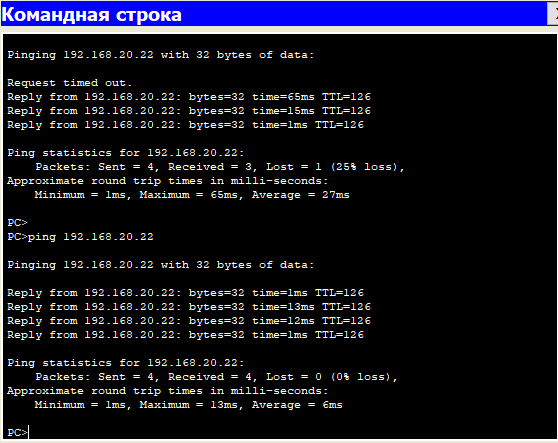 Командная строка
Pinging 192.168.20.22 with 32 bytes of data:
Request timed out.
Reply from 192.168.20.22: bytes=32 time=65ms TTL=126
Reply from 192.168.20.22: bytes=32 time=15ms TTL=126
Reply from 192.168.20.22: bytes=32 time=1ms TTL=126
Ping statistics for 192.168.20.22:
    Packets: Sent = 4, Received = 3, Lost = 1 (25% loss),
Approximate round trip times in milli-seconds:
    Minimum = 1ms, Maximum = 65ms, Average = 27ms
PC>
PC>ping 192.168.20.22
Pinging 192.168.20.22 with 32 bytes of data:
Reply from 192.168.20.22: bytes=32 time=1ms TTL=126
Reply from 192.168.20.22: bytes=32 time=13ms TTL=126
Reply from 192.168.20.22: bytes=32 time=12ms TTL=126
Reply from 192.168.20.22: bytes=32 time=1ms TTL=126
Ping statistics for 192.168.20.22:
    Packets: Sent = 4, Received = 4, Lost = 0 (0% loss),
Approximate round trip times in milli-seconds:
    Minimum = 1ms, Maximum = 13ms, Average = 6ms
PC>